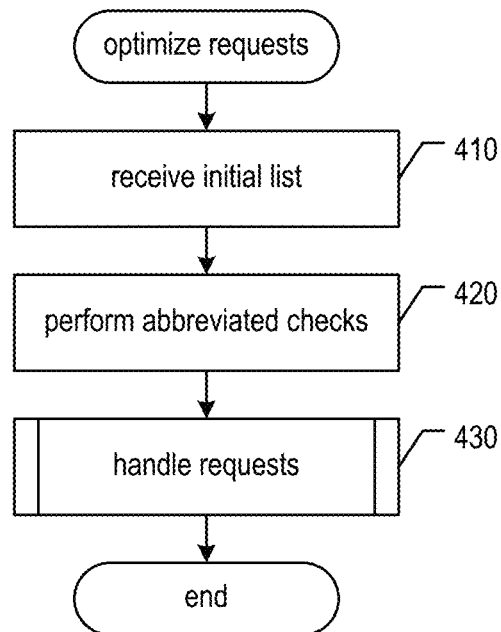 optimize requests
receive initial list
410
perform abbreviated checks
420
handle requests
430
end